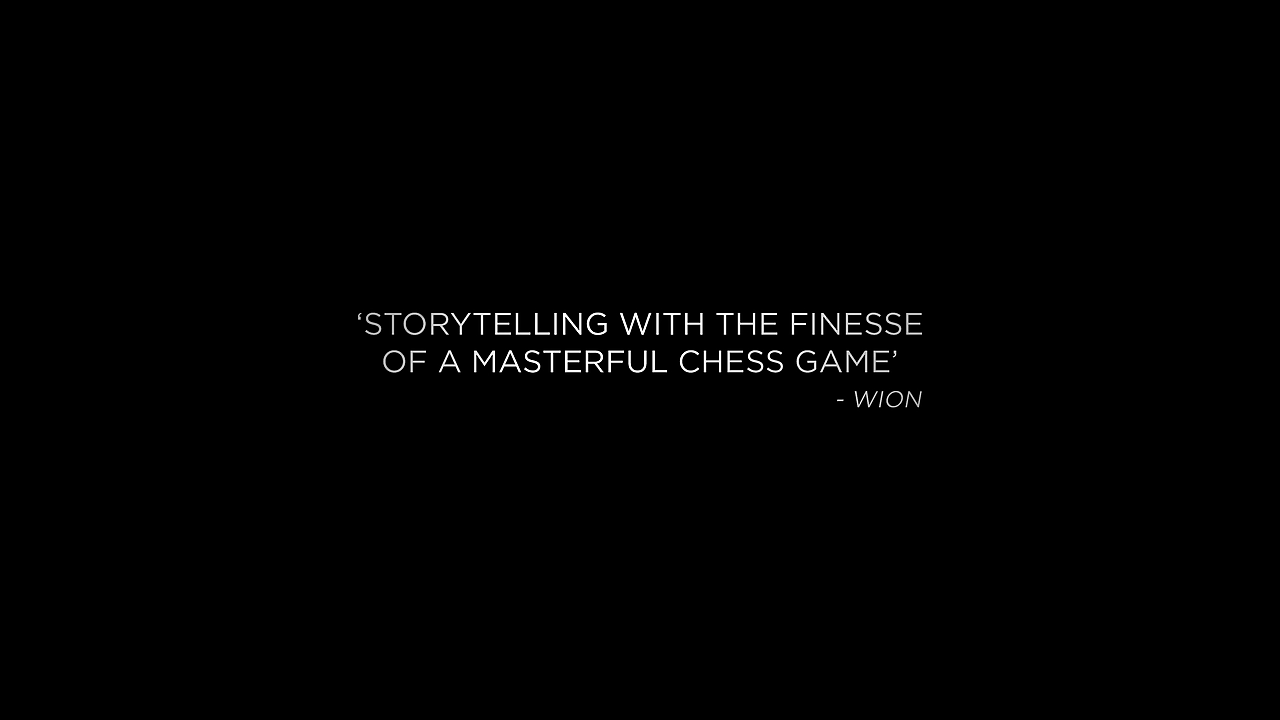 ‘STORYTELLING WITH THE FINESSE
OF A MASTERFUL CHESS GAME’
- WION